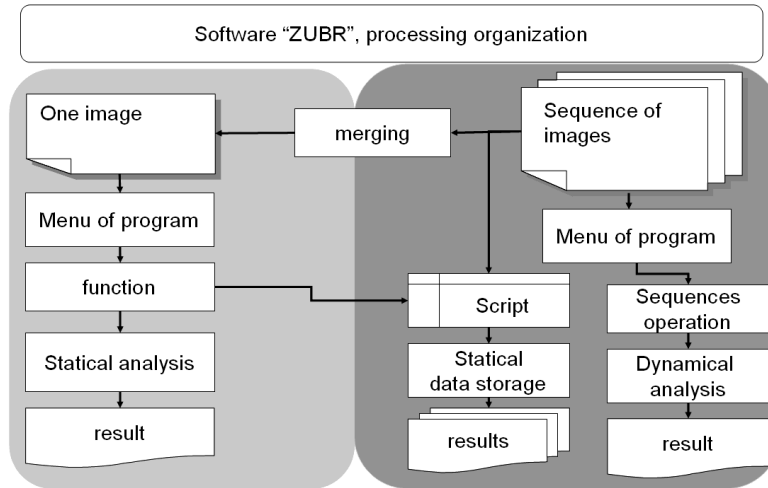 Software “ZUBR”, processing organization
One image
merging
Sequence of
images
Menu of program
Menu of program
function
Script
Sequences
operation
Statical analysis
Statical
data storage
Dynamical
analysis
result
results
result